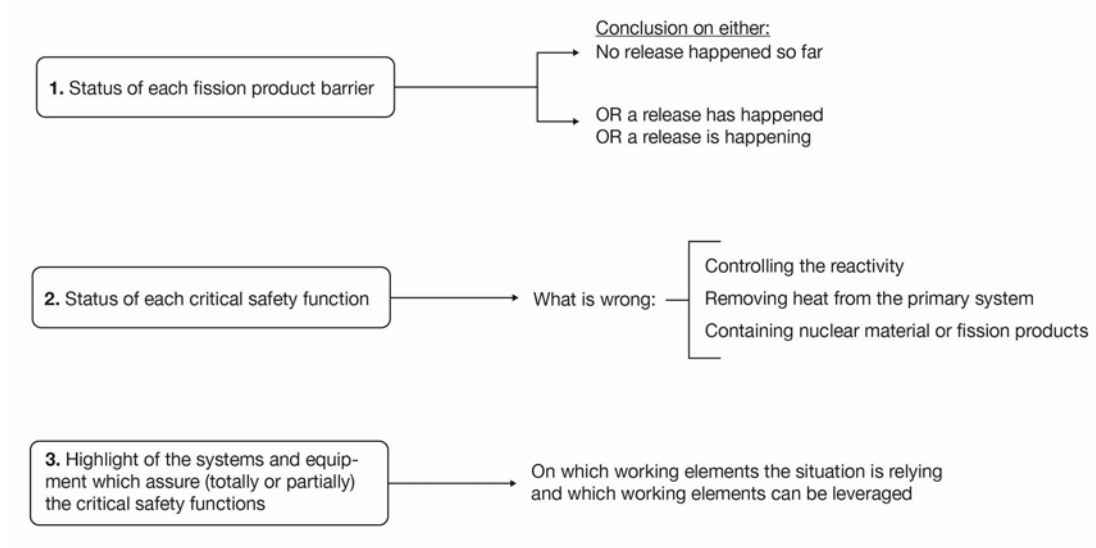 Conclusion on either:
No release happened so far
1. Status of each fission product barrier
OR a release has happened
OR a release is happening
2. Status of each critical safety function
What is wrong:
Controlling the reactivity
Removing heat from the primary system
Containing nuclear material or fission products
3. Highlight of the systems and equip-
ment which assure (totally or partially)
the critical safety functions
On which working elements the situation is relying
and which working elements can be leveraged